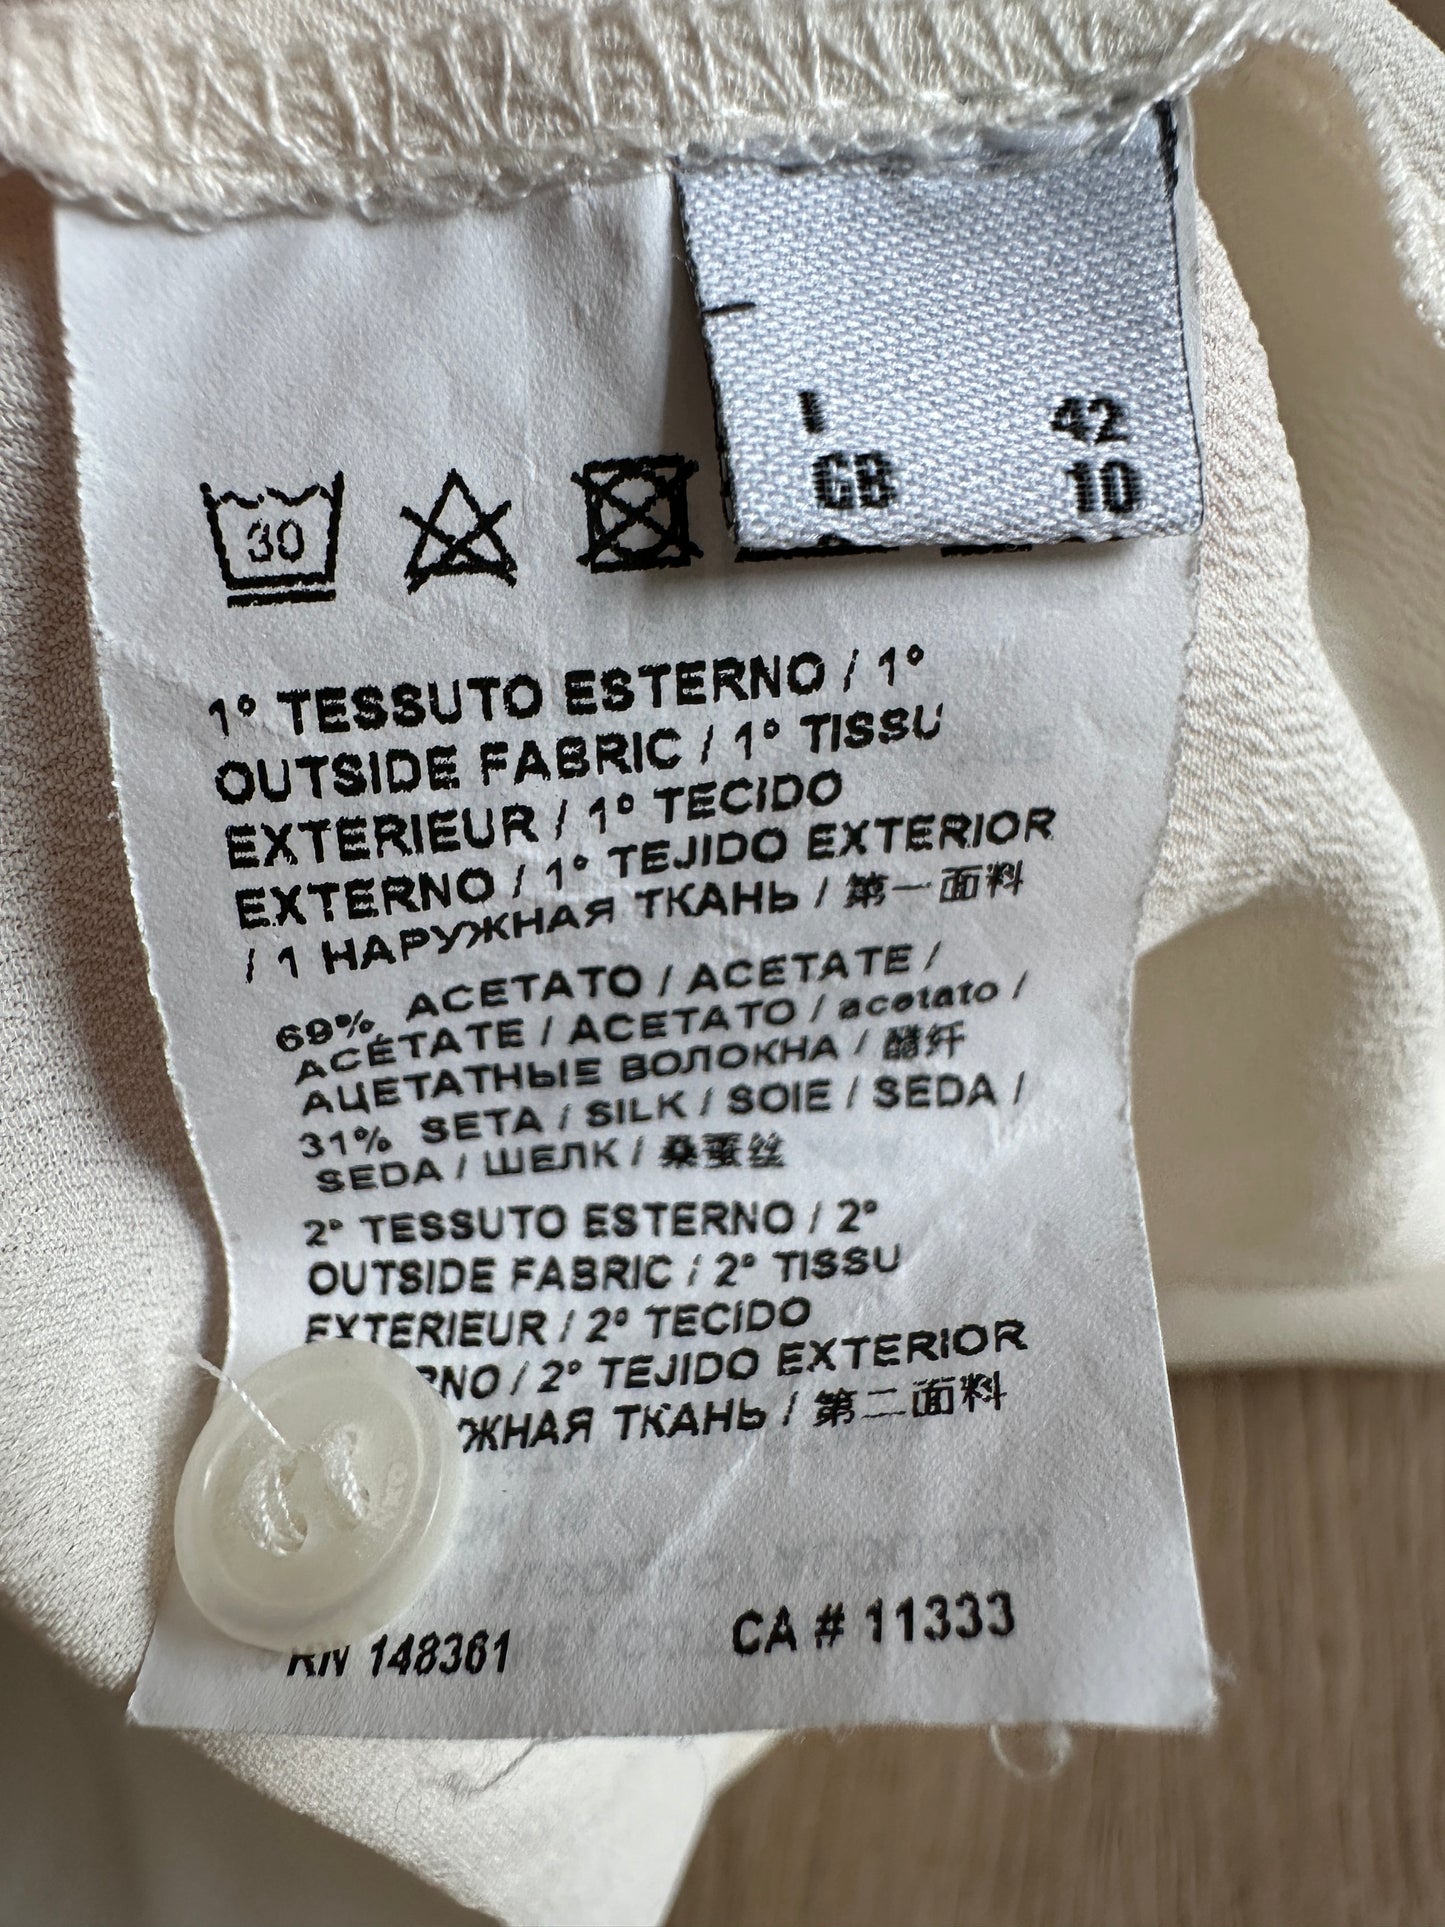 I 42
GB 10
30
1° TESSUTO ESTERNO / 1°
OUTSIDE FABRIC / 1° TISSU
EXTERIEUR / 1° TECIDO
EXTERNO / 1° TEJIDO EXTERIOR
/ 1 НАРУЖНАЯ ТКАНЬ / 第一面料
69% ACETATO / ACETATE /
ACÉTATE / ACETATO / acetato /
АЦЕТАТНЫЕ ВОЛОКНА / 醋纤
31% SETA / SILK / SOIE / SEDA /
SEDA / ШЕЛК / 桑蚕丝
2° TESSUTO ESTERNO / 2°
OUTSIDE FABRIC / 2° TISSU
EXTERIEUR / 2° TECIDO
RNO / 2° TEJIDO EXTERIOR
ЖНАЯ ТКАНЬ / 第二面料
RN 148361 CA # 11333